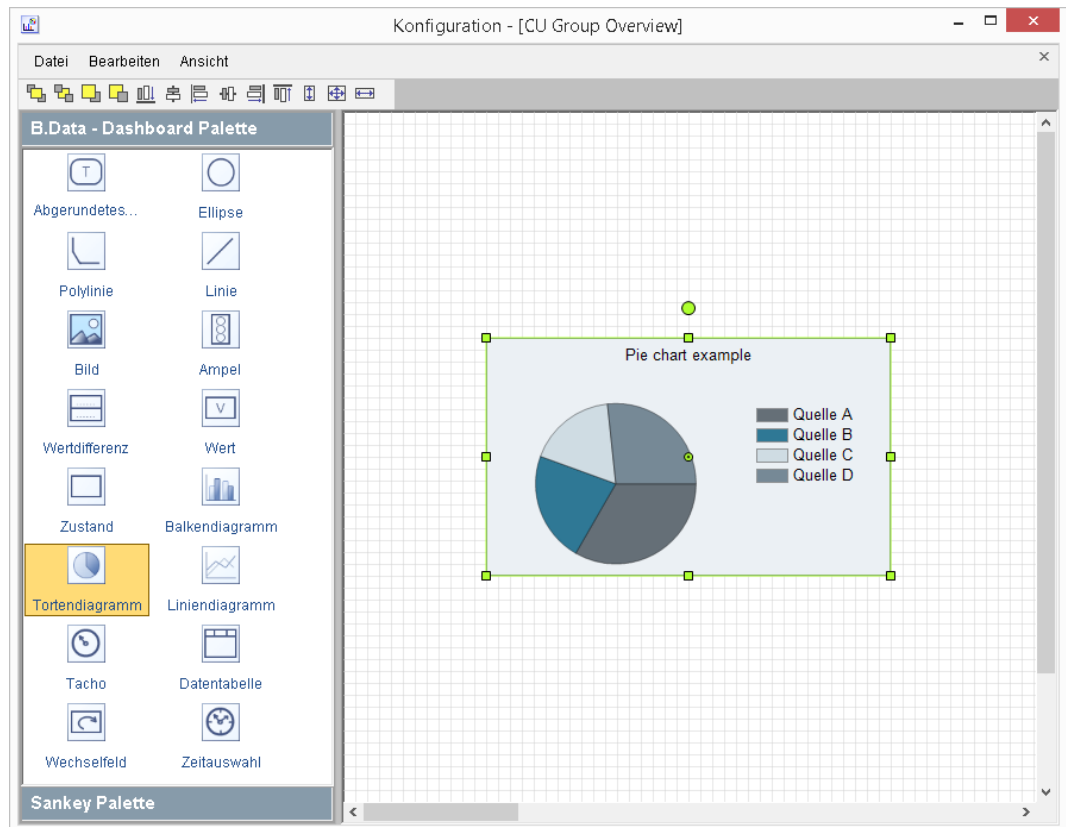 Konfiguration - [CU Group Overview]
Datei Bearbeiten Ansicht
B.Data - Dashboard Palette
T
Abgerundetes... Ellipse
Polylinie Linie
Bild Ampel
V
Wertdifferenz Wert
Zustand Balkendiagramm
Tortendiagramm Liniendiagramm
Tacho Datentabelle
Wechselfeld Zeitauswahl
Sankey Palette
Pie chart example
Quelle A
Quelle B
Quelle C
Quelle D